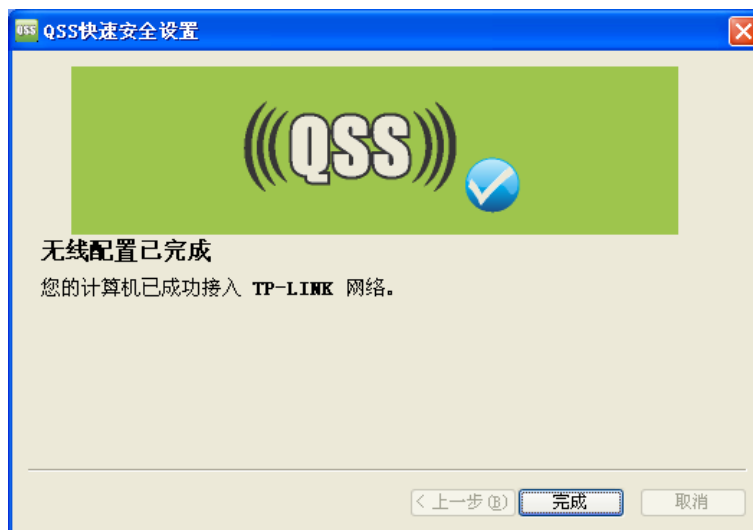 QSS QSS快速安全设置
(((QSS)))
无线配置已完成
您的计算机已成功接入 TP-LINK 网络。
< 上一步(B) 完成 取消